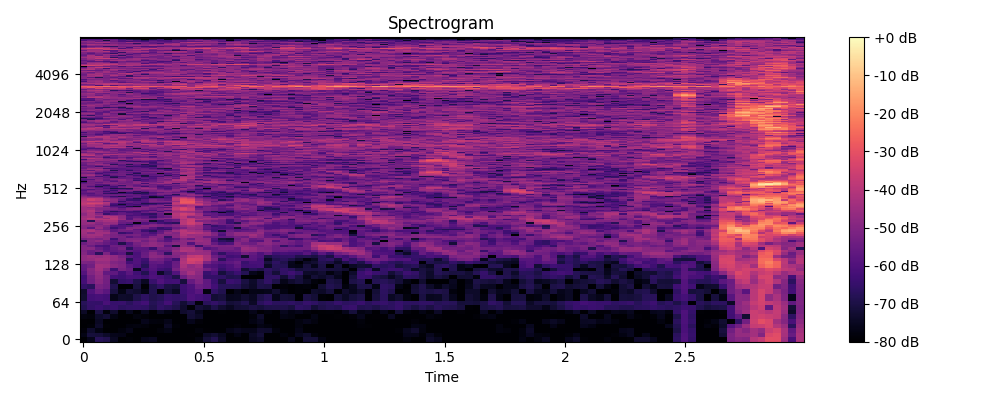 Spectrogram
Hz
4096
2048
1024
512
256
128
64
0
0 0.5 1 1.5 2 2.5
Time
+0 dB
-10 dB
-20 dB
-30 dB
-40 dB
-50 dB
-60 dB
-70 dB
-80 dB